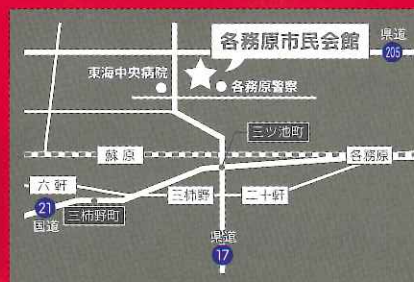 各務原市民会館
県道
205
東海中央病院
各務原警察
三ツ池町
蘇原
各務原
六軒
三柿野
二十軒
21
国道
三柿野町
県道
17